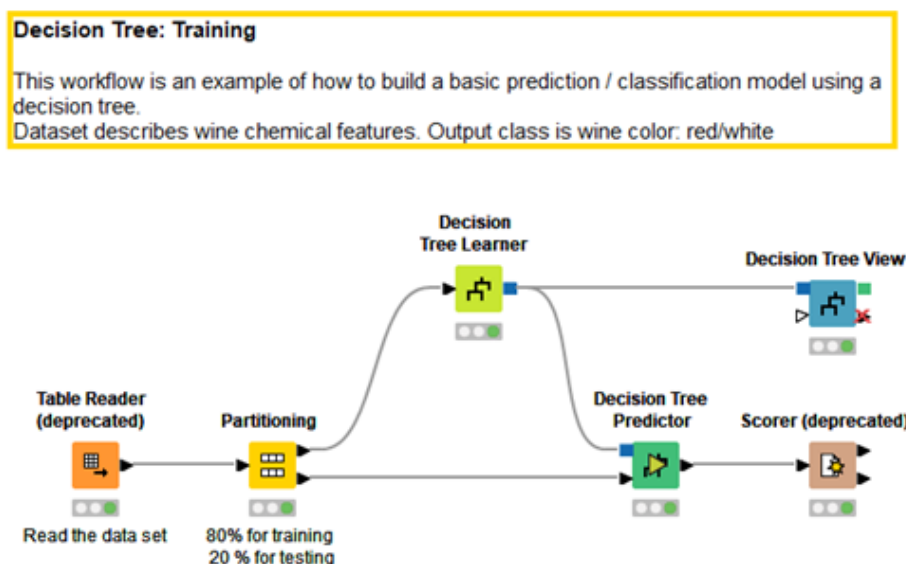 Decision Tree: Training
This workflow is an example of how to build a basic prediction / classification model using a
decision tree.
Dataset describes wine chemical features. Output class is wine color: red/white
Decision
Tree Learner
Decision Tree View
Table Reader
(deprecated)
Partitioning
Decision Tree
Predictor
Scorer (deprecated)
Read the data set
80% for training
20 % for testing